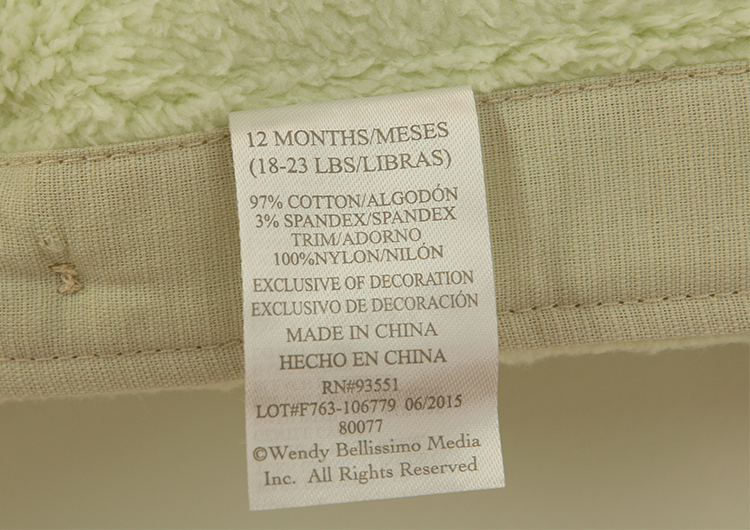 12 MONTHS/MESES
(18-23 LBS/LIBRAS)
97% COTTON/ALGODÓN
3% SPANDEX/SPANDEX
TRIM/ADORNO
100%NYLON/NILÓN
EXCLUSIVE OF DECORATION
EXCLUSIVO DE DECORACIÓN
MADE IN CHINA
HECHO EN CHINA
RN#93551
LOT#F763-106779 06/2015
80077
©Wendy Bellissimo Media
Inc. All Rights Reserved